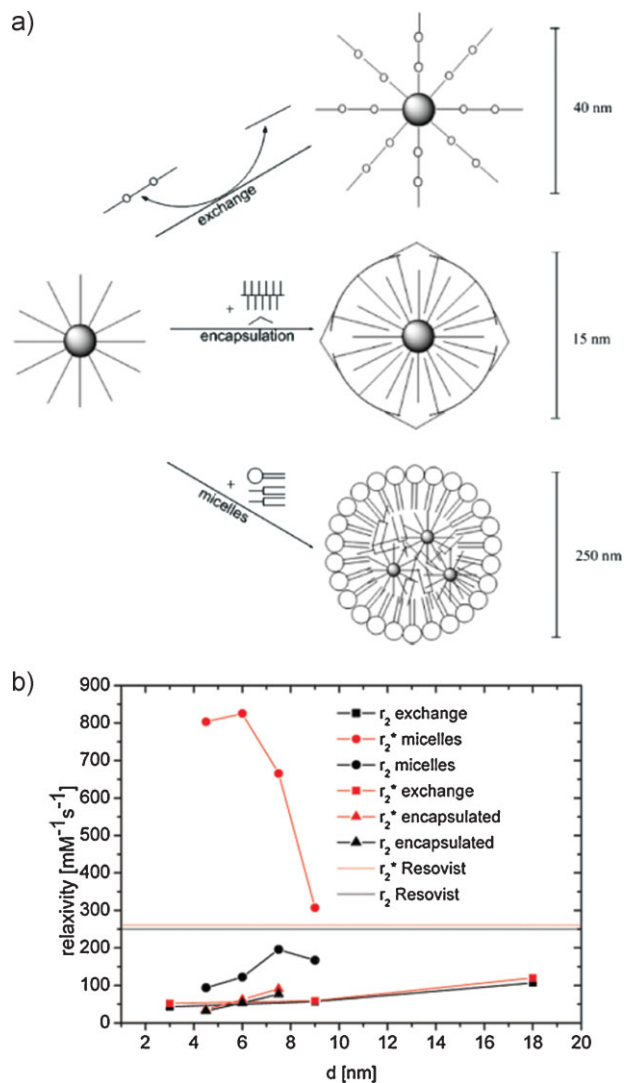 a)
40 nm
exchange
+
encapsulation
15 nm
+
micelles
250 nm
b)
900
800
700
600
500
400
300
200
100
0
relaxivity [mM⁻¹s⁻¹]
r₂ exchange
r₂* micelles
r₂ micelles
r₂* exchange
r₂* encapsulated
r₂ encapsulated
r₂* Resovist
r₂ Resovist
2 4 6 8 10 12 14 16 18 20
d [nm]